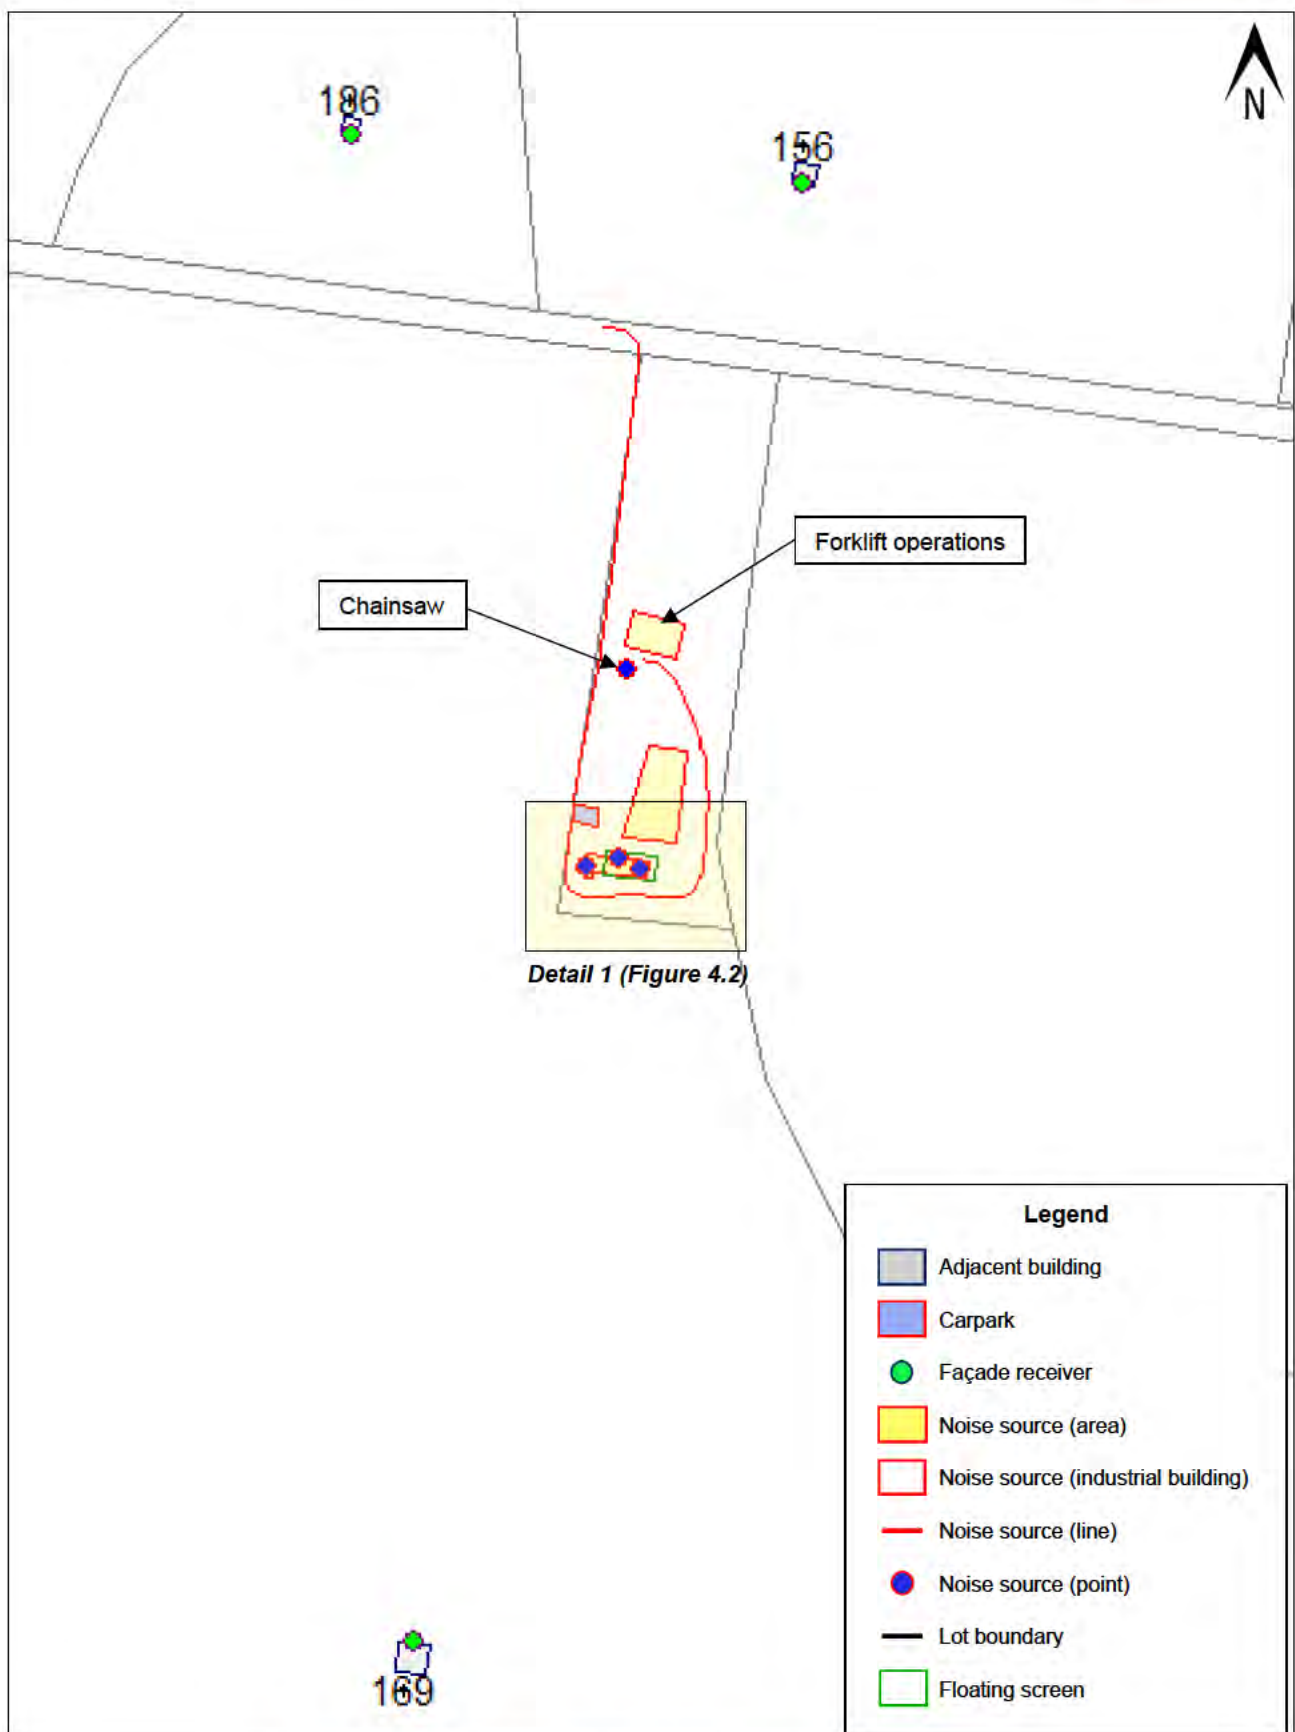 186
156
N
Forklift operations
Chainsaw
Detail 1 (Figure 4.2)
Legend
Adjacent building
Carpark
Façade receiver
Noise source (area)
Noise source (industrial building)
Noise source (line)
Noise source (point)
Lot boundary
Floating screen
169